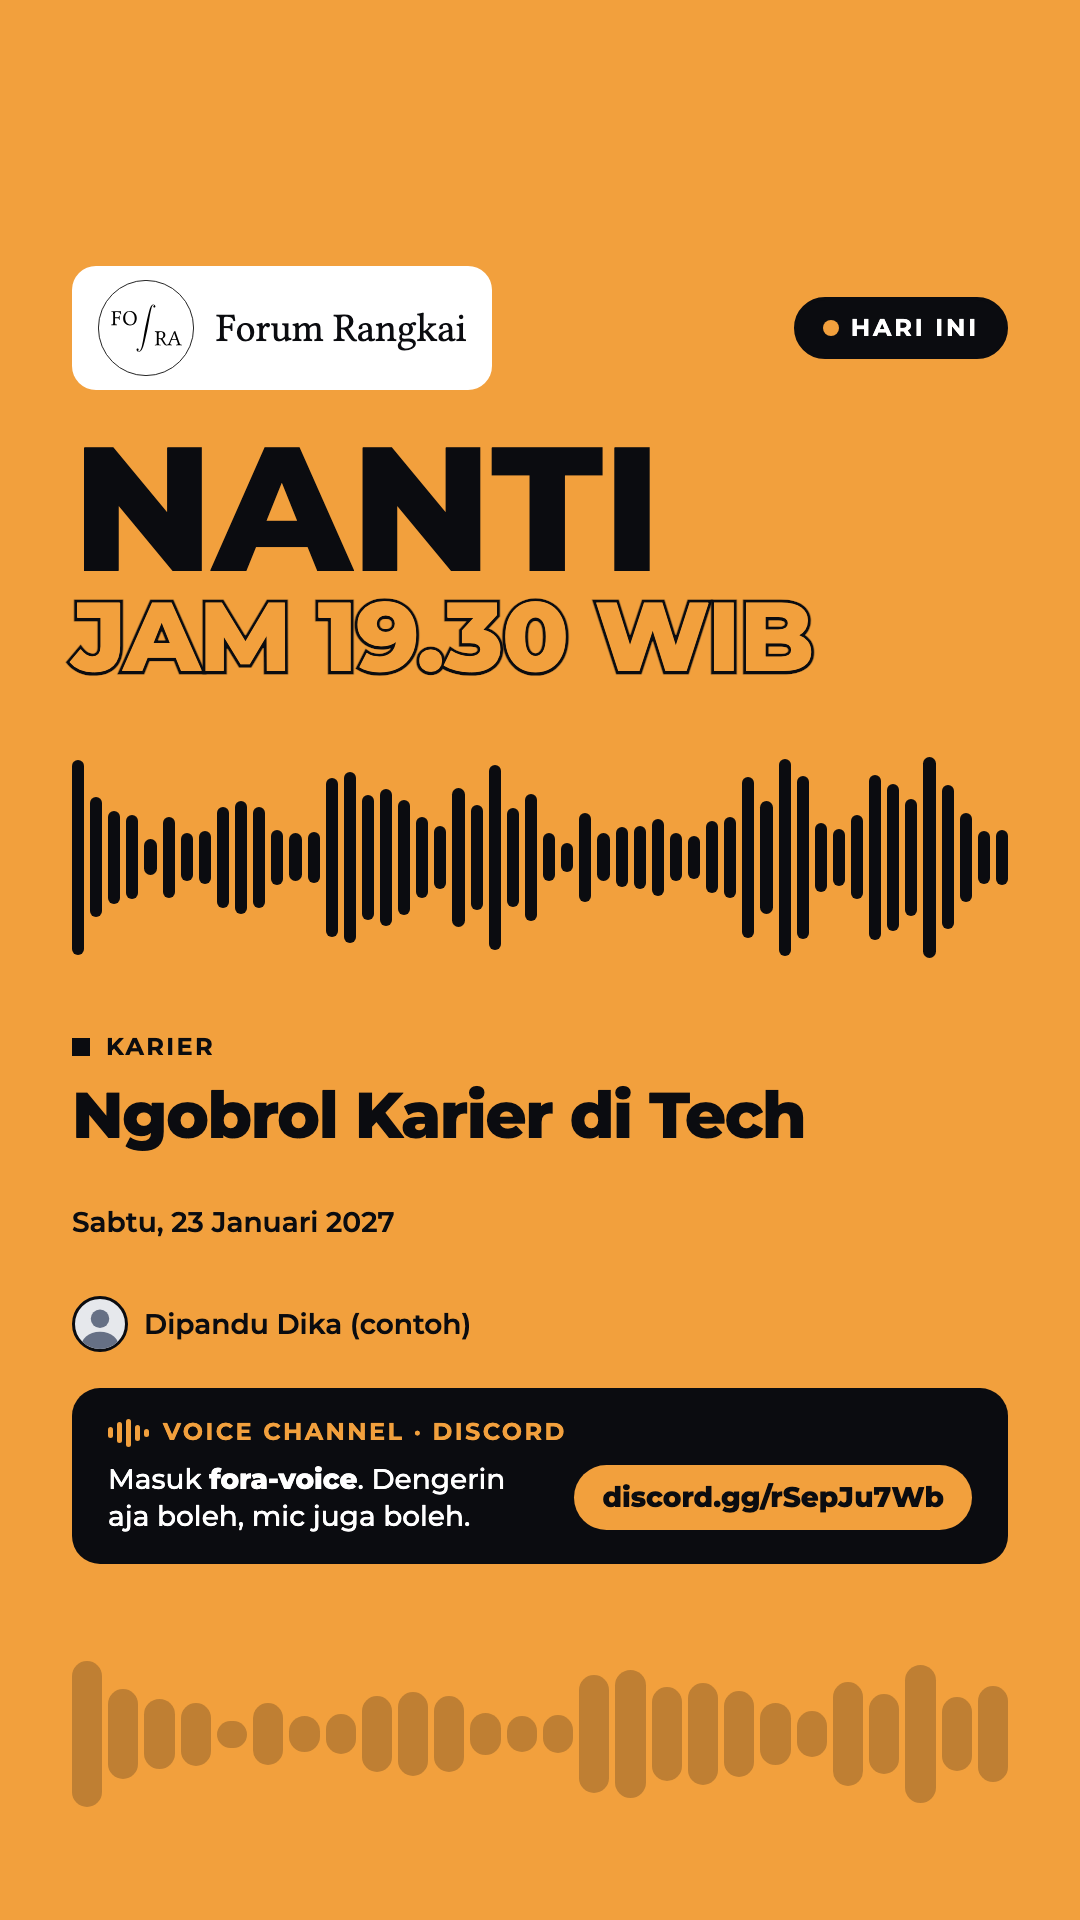 FO RA
Forum Rangkai
HARI INI
NANTI
JAM 19.30 WIB
KARIER
Ngobrol Karier di Tech
Sabtu, 23 Januari 2027
Dipandu Dika (contoh)
VOICE CHANNEL · DISCORD
Masuk fora-voice. Dengerin
aja boleh, mic juga boleh.
discord.gg/rSepJu7Wb